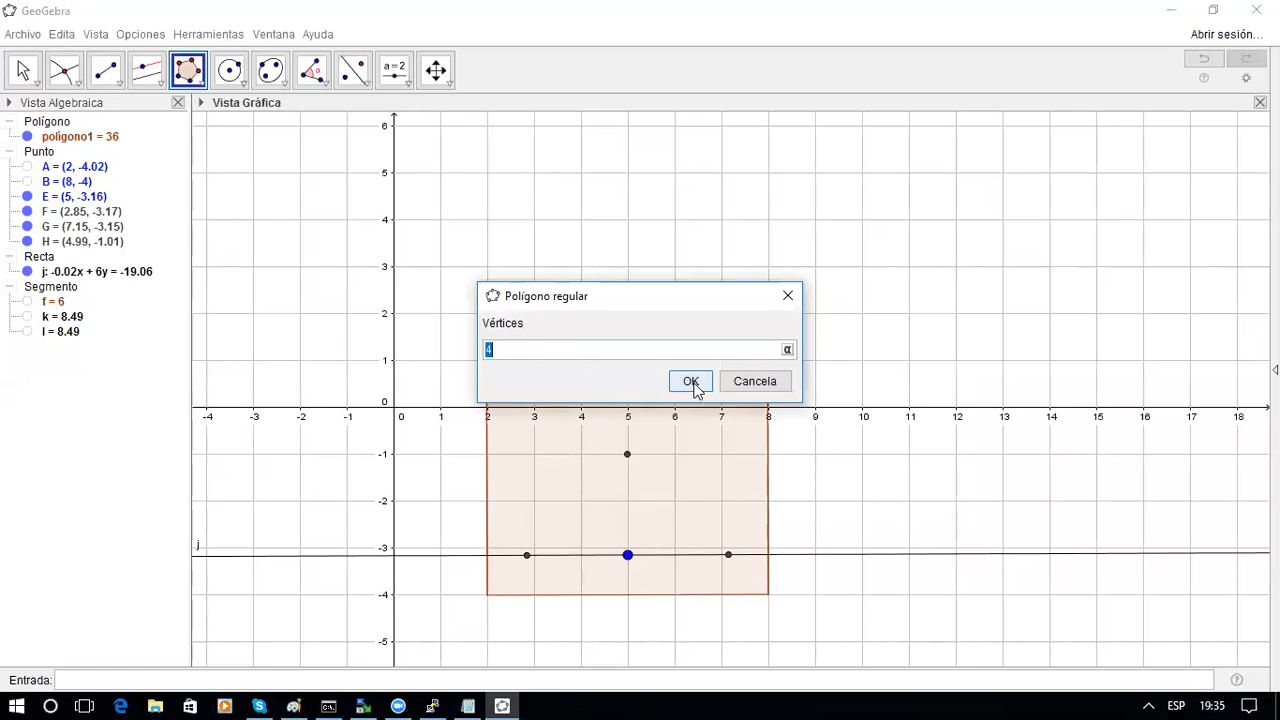 GeoGebra
Archivo Edita Vista Opciones Herramientas Ventana Ayuda
Abrir sesión...
a = 2
Vista Algebraica
Vista Gráfica
Polígono
polígono1 = 36
Punto
A = (2, -4.02)
B = (8, -4)
E = (5, -3.16)
F = (2.85, -3.17)
G = (7.15, -3.15)
H = (4.99, -1.01)
Recta
j: -0.02x + 6y = -19.06
Segmento
f = 6
k = 8.49
l = 8.49
6
5
4
3
2
1
0
-4 -3 -2 -1 0 1 2 3 4 5 6 7 8 9 10 11 12 13 14 15 16 17 18
-1
-2
-3
-4
-5
j
Polígono regular
Vértices
4
α
OK Cancela
Entrada:
ESP 19:35